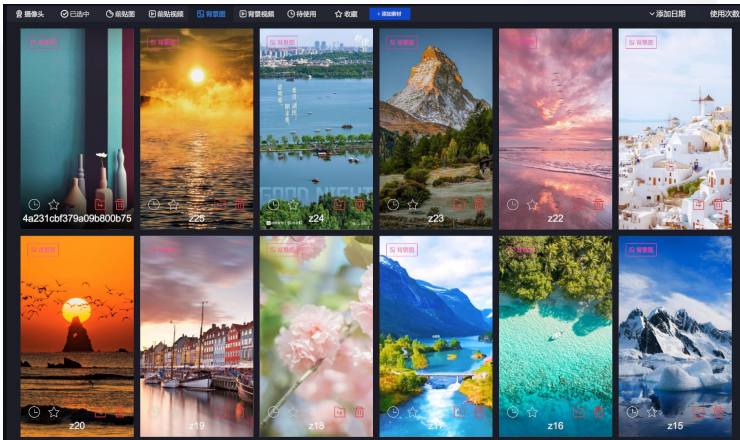 摄像头 已选中 前贴图 前贴视频 背景图 背景视频 待使用 收藏 +添加素材 添加日期 使用次数
背景图 背景图 背景图 背景图 背景图 背景图
GOOD NIGHT
4a231cbf379a09b800b75 z25 z24 z23 z22 z21
背景图 背景图 背景图 背景图 背景图 背景图
z20 z19 z18 z17 z16 z15